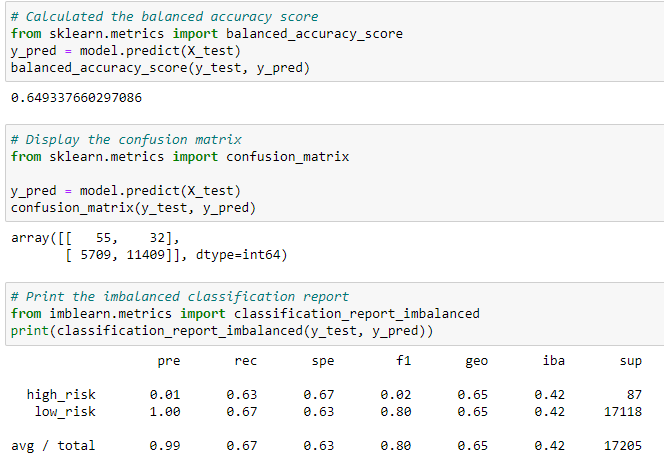 # Calculated the balanced accuracy score
from sklearn.metrics import balanced_accuracy_score
y_pred = model.predict(X_test)
balanced_accuracy_score(y_test, y_pred)
0.649337660297086
# Display the confusion matrix
from sklearn.metrics import confusion_matrix
y_pred = model.predict(X_test)
confusion_matrix(y_test, y_pred)
array([[   55,    32],
       [ 5709, 11409]], dtype=int64)
# Print the imbalanced classification report
from imblearn.metrics import classification_report_imbalanced
print(classification_report_imbalanced(y_test, y_pred))
pre rec spe f1 geo iba sup
high_risk 0.01 0.63 0.67 0.02 0.65 0.42 87
low_risk 1.00 0.67 0.63 0.80 0.65 0.42 17118
avg / total 0.99 0.67 0.63 0.80 0.65 0.42 17205